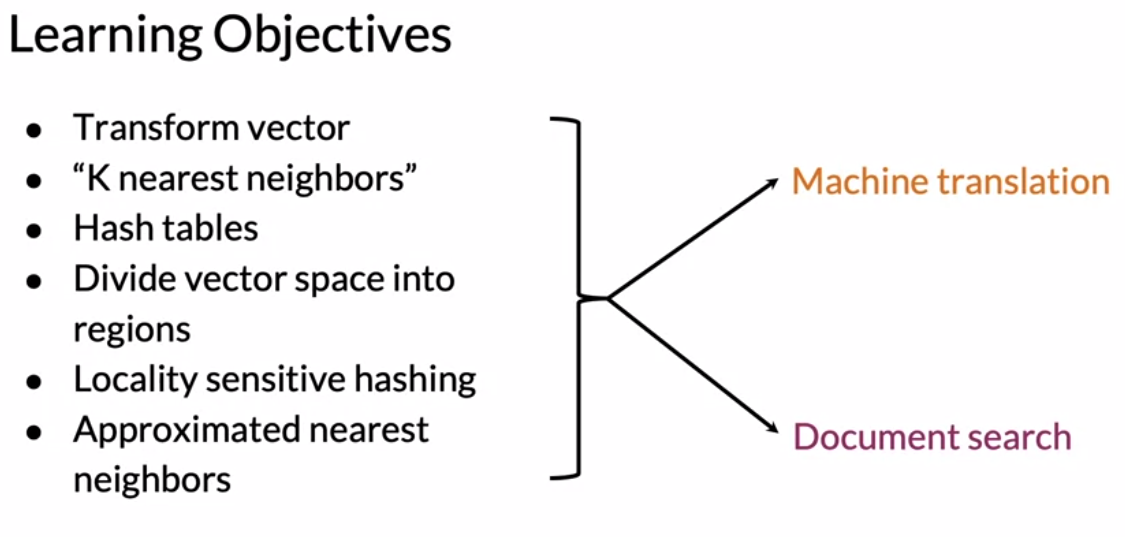 Learning Objectives
● Transform vector
● “K nearest neighbors”
● Hash tables
● Divide vector space into
regions
● Locality sensitive hashing
● Approximated nearest
neighbors
Machine translation
Document search